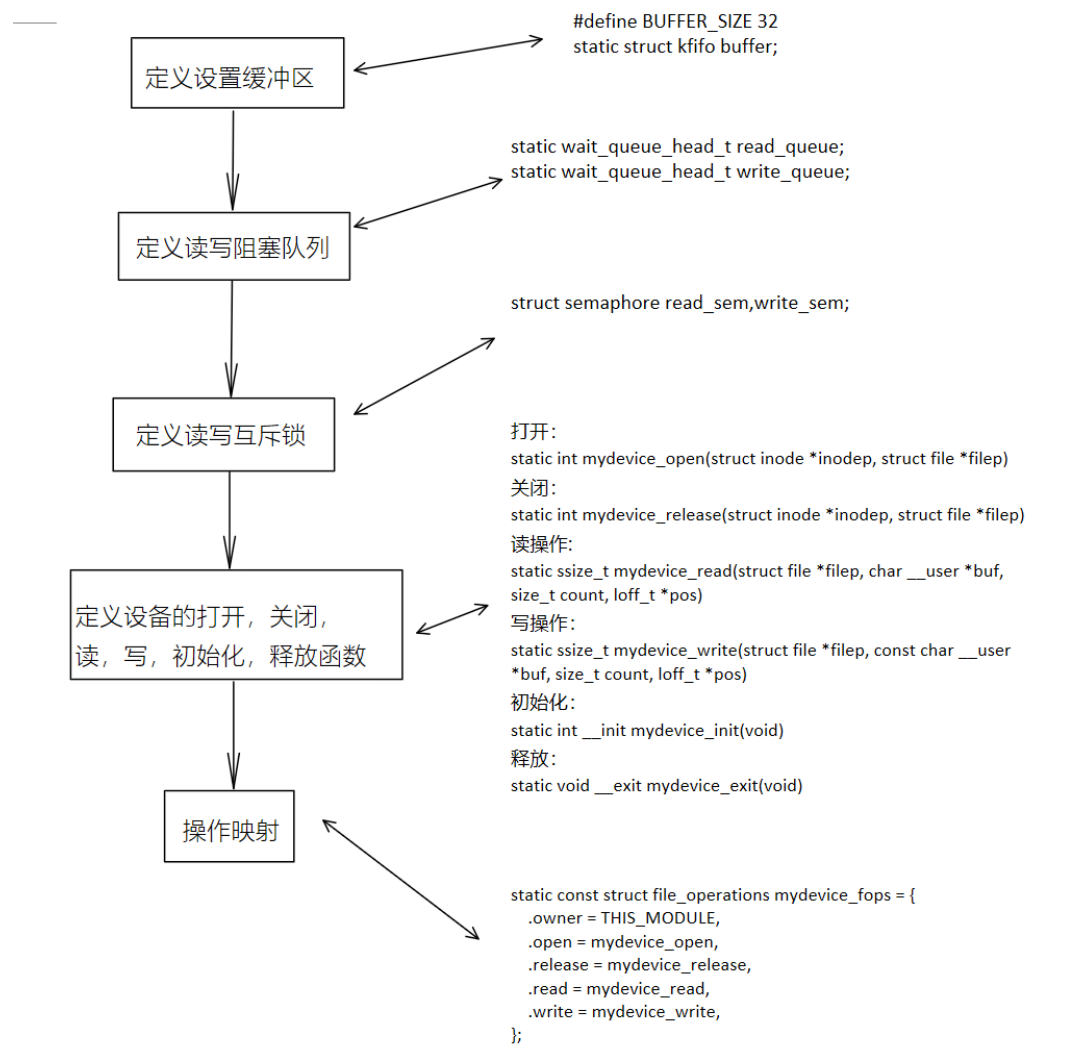 #define BUFFER_SIZE 32
static struct kfifo buffer;
定义设置缓冲区
static wait_queue_head_t read_queue;
static wait_queue_head_t write_queue;
定义读写阻塞队列
struct semaphore read_sem,write_sem;
定义读写互斥锁
打开：
static int mydevice_open(struct inode *inodep, struct file *filep)
关闭：
static int mydevice_release(struct inode *inodep, struct file *filep)
读操作:
static ssize_t mydevice_read(struct file *filep, char __user *buf,
size_t count, loff_t *pos)
写操作：
static ssize_t mydevice_write(struct file *filep, const char __user
*buf, size_t count, loff_t *pos)
初始化：
static int __init mydevice_init(void)
释放：
static void __exit mydevice_exit(void)
定义设备的打开，关闭，
读，写，初始化，释放函数
操作映射
static const struct file_operations mydevice_fops = {
.owner = THIS_MODULE,
.open = mydevice_open,
.release = mydevice_release,
.read = mydevice_read,
.write = mydevice_write,
};